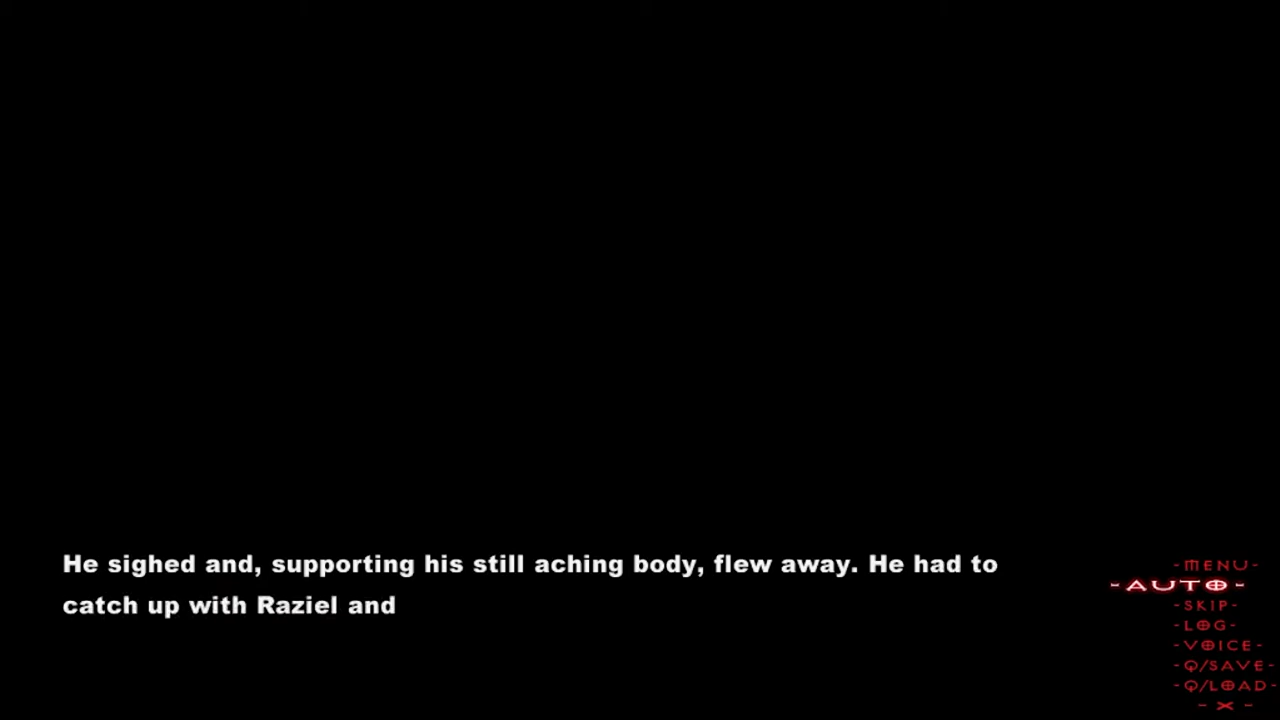 He sighed and, supporting his still aching body, flew away. He had to
catch up with Raziel and
-MENU-
-AUTO-
-SKIP-
-LOG-
-VOICE-
-Q/SAVE-
-Q/LOAD-
-X-